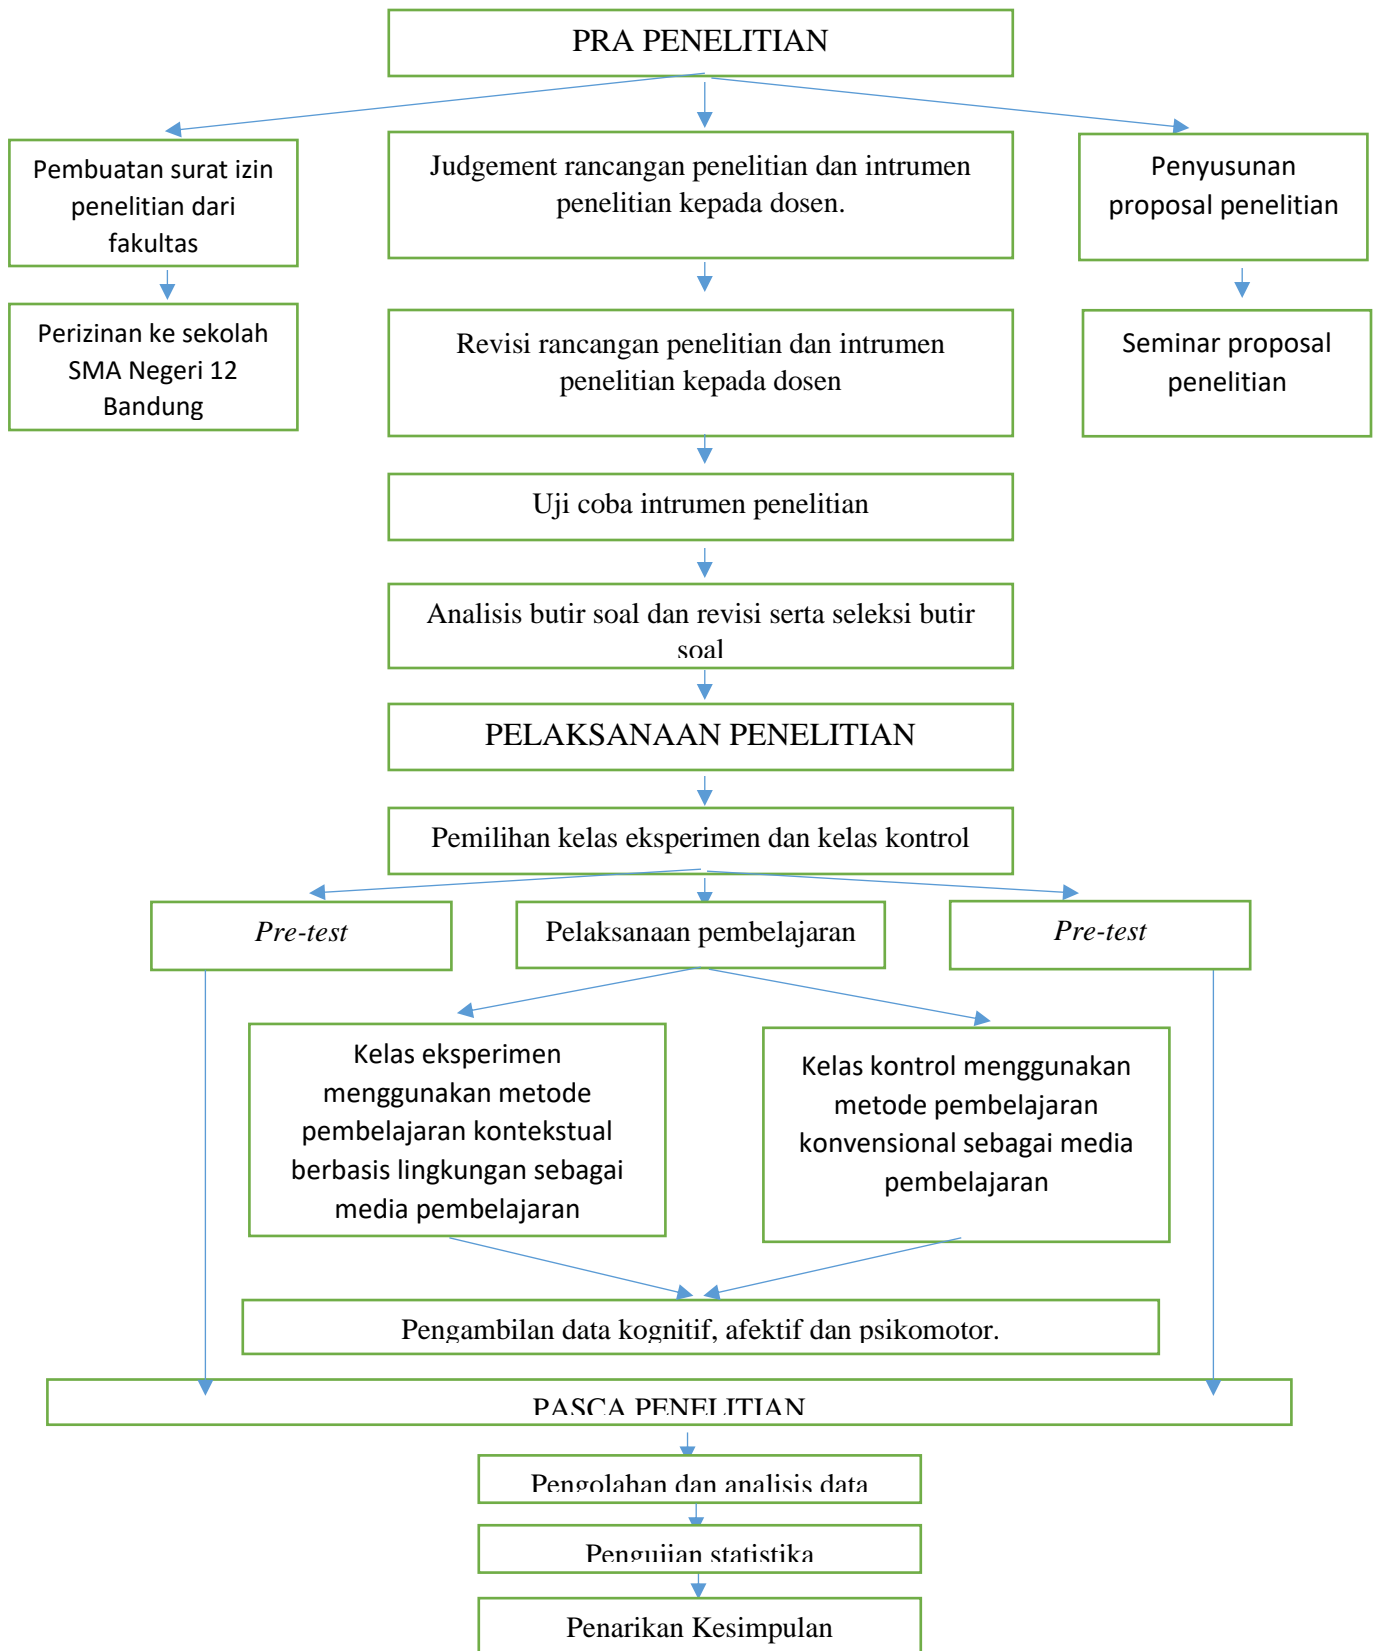 PRA PENELITIAN
Pembuatan surat izin
penelitian dari
fakultas
Judgement rancangan penelitian dan intrumen
penelitian kepada dosen.
Penyusunan
proposal penelitian
Perizinan ke sekolah
SMA Negeri 12
Bandung
Revisi rancangan penelitian dan intrumen
penelitian kepada dosen
Seminar proposal
penelitian
Uji coba intrumen penelitian
Analisis butir soal dan revisi serta seleksi butir
soal
PELAKSANAAN PENELITIAN
Pemilihan kelas eksperimen dan kelas kontrol
Pre-test
Pelaksanaan pembelajaran
Pre-test
Kelas eksperimen
menggunakan metode
pembelajaran kontekstual
berbasis lingkungan sebagai
media pembelajaran
Kelas kontrol menggunakan
metode pembelajaran
konvensional sebagai media
pembelajaran
Pengambilan data kognitif, afektif dan psikomotor.
PASCA PENELITIAN
Pengolahan dan analisis data
Pengujian statistika
Penarikan Kesimpulan